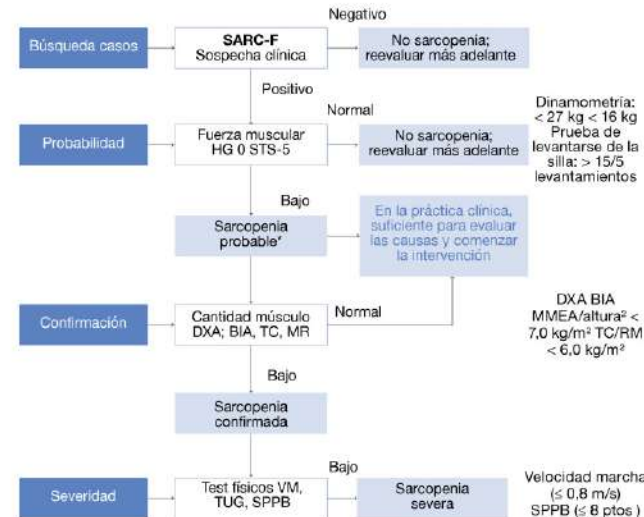 Negativo
Búsqueda casos
SARC-F
Sospecha clínica
No sarcopenia;
reevaluar más adelante
Positivo
Normal
Probabilidad
Fuerza muscular
HG 0 STS-5
No sarcopenia;
reevaluar más adelante
Dinamometría:
< 27 kg < 16 kg
Prueba de
levantarse de la
silla: > 15/5
levantamientos
Bajo
Sarcopenia
probable*
En la práctica clínica,
suficiente para evaluar
las causas y comenzar
la intervención
Confirmación
Cantidad músculo
DXA; BIA, TC, MR
Normal
DXA BIA
MMEA/altura² <
7,0 kg/m² TC/RM
< 6,0 kg/m²
Bajo
Sarcopenia
confirmada
Bajo
Severidad
Test físicos VM,
TUG, SPPB
Sarcopenia
severa
Velocidad marcha
(≤ 0,8 m/s)
SPPB (≤ 8 ptos )